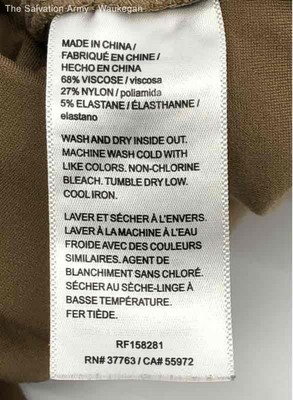 The Salvation Army - Waukegan
MADE IN CHINA /
FABRIQUÉ EN CHINE /
HECHO EN CHINA
68% VISCOSE / viscosa
27% NYLON / poliamida
5% ELASTANE / ÉLASTHANNE /
elastano
WASH AND DRY INSIDE OUT.
MACHINE WASH COLD WITH
LIKE COLORS. NON-CHLORINE
BLEACH. TUMBLE DRY LOW.
COOL IRON.
LAVER ET SÉCHER À L'ENVERS.
LAVER À LA MACHINE À L'EAU
FROIDE AVEC DES COULEURS
SIMILAIRES. AGENT DE
BLANCHIMENT SANS CHLORÉ.
SÉCHER AU SÈCHE-LINGE À
BASSE TEMPÉRATURE.
FER TIÈDE.
RF158281
RN# 37763 / CA# 55972